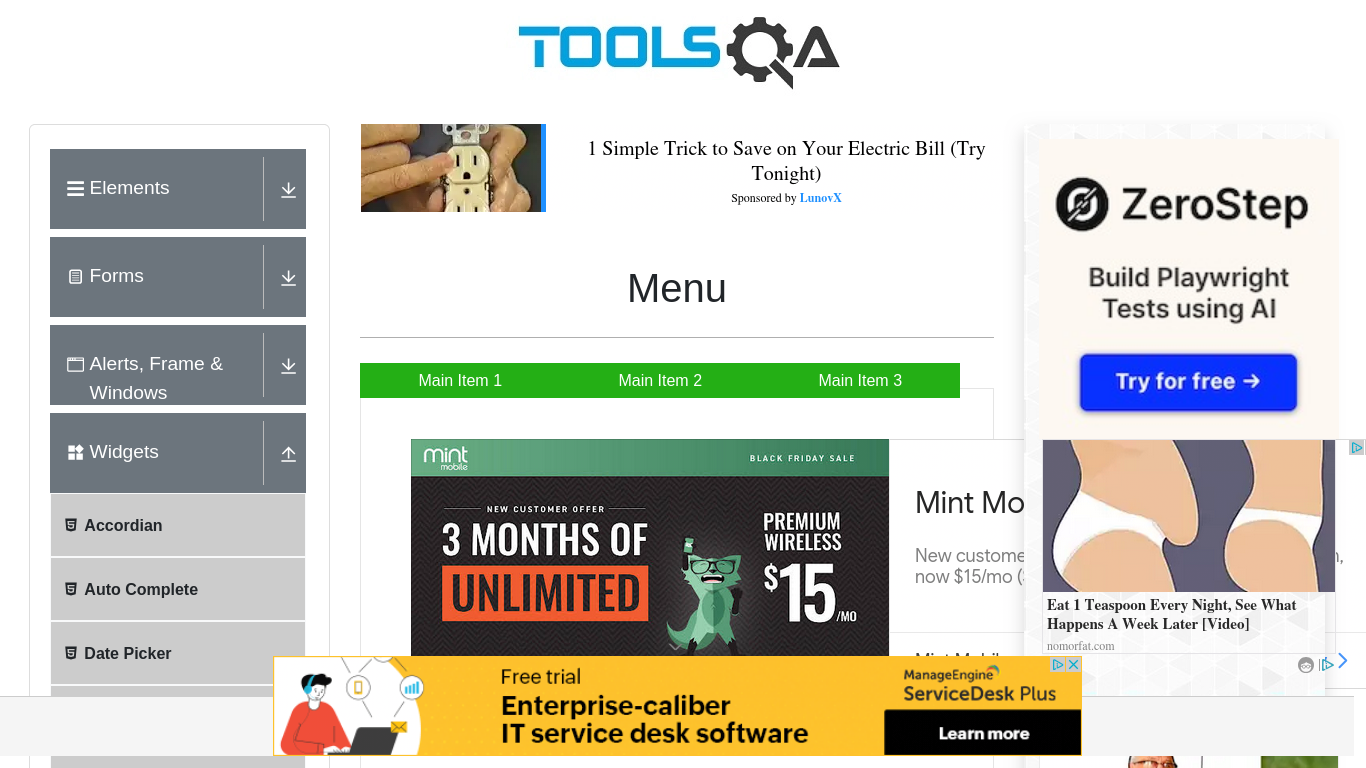 TOOLSQA
Elements
Forms
Alerts, Frame &
Windows
Widgets
Accordian
Auto Complete
Date Picker
1 Simple Trick to Save on Your Electric Bill (Try
Tonight)
Sponsored by LunovX
Menu
Main Item 1
Main Item 2
Main Item 3
mint
mobile
BLACK FRIDAY SALE
NEW CUSTOMER OFFER
3 MONTHS OF
UNLIMITED
PREMIUM
WIRELESS
$15/MO
Mint Mo
New custome
now $15/mo (
ZeroStep
Build Playwright
Tests using AI
Try for free →
Eat 1 Teaspoon Every Night, See What
Happens A Week Later [Video]
nomorfat.com
Free trial
Enterprise-caliber
IT service desk software
ManageEngine
ServiceDesk Plus
Learn more